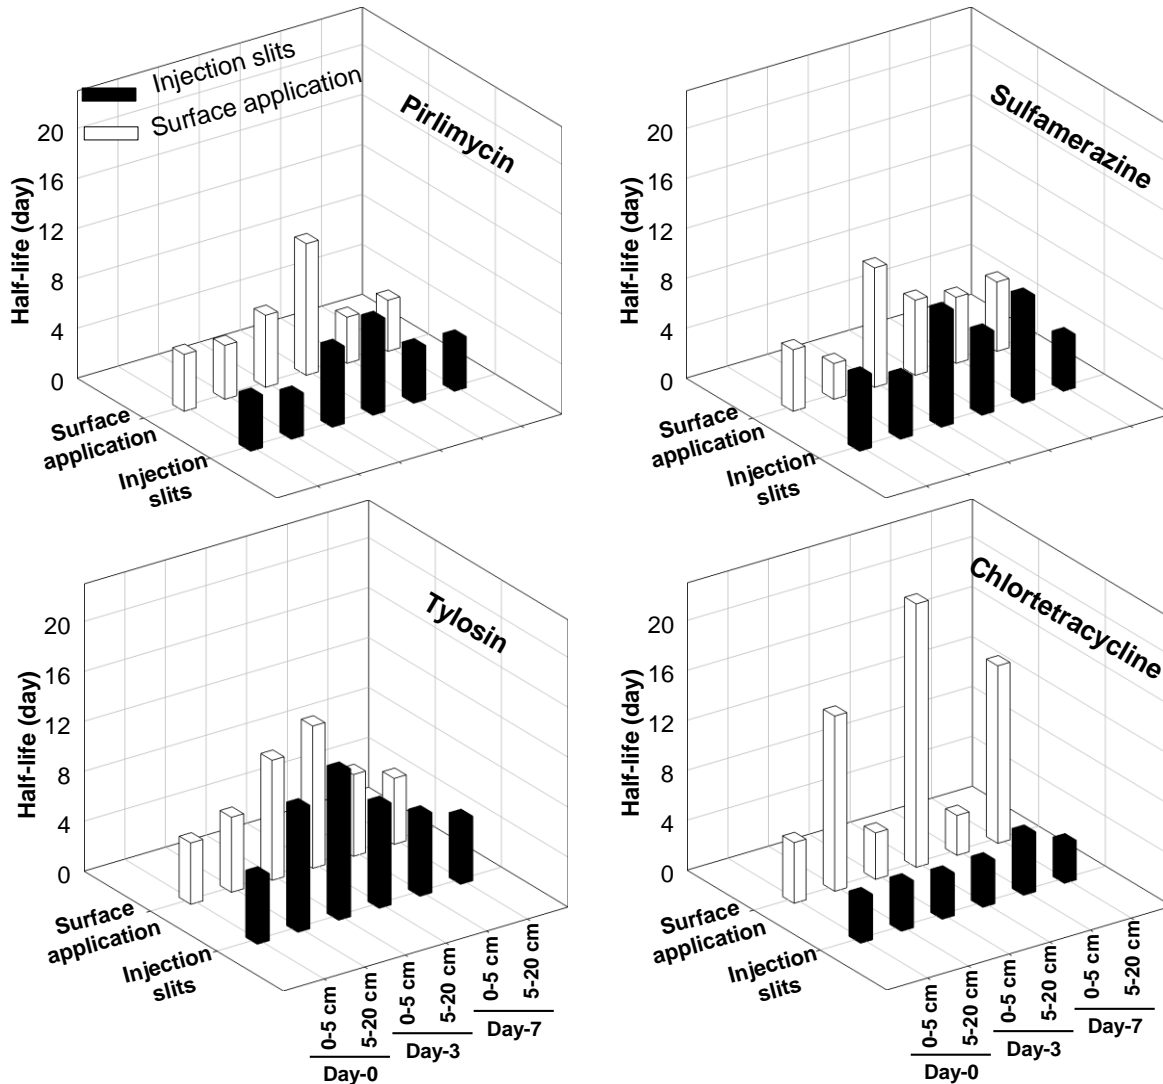 Injection slits
Surface application
Pirlimycin
Half-life (day)
20
16
12
8
4
0
Surface
application
Injection
slits
Sulfamerazine
Half-life (day)
20
16
12
8
4
0
Surface
application
Injection
slits
Tylosin
Half-life (day)
20
16
12
8
4
0
Surface
application
Injection
slits
0-5 cm
5-20 cm
0-5 cm
5-20 cm
0-5 cm
5-20 cm
Day-0
Day-3
Day-7
Chlortetracycline
Half-life (day)
20
16
12
8
4
0
Surface
application
Injection
slits
0-5 cm
5-20 cm
0-5 cm
5-20 cm
0-5 cm
5-20 cm
Day-0
Day-3
Day-7